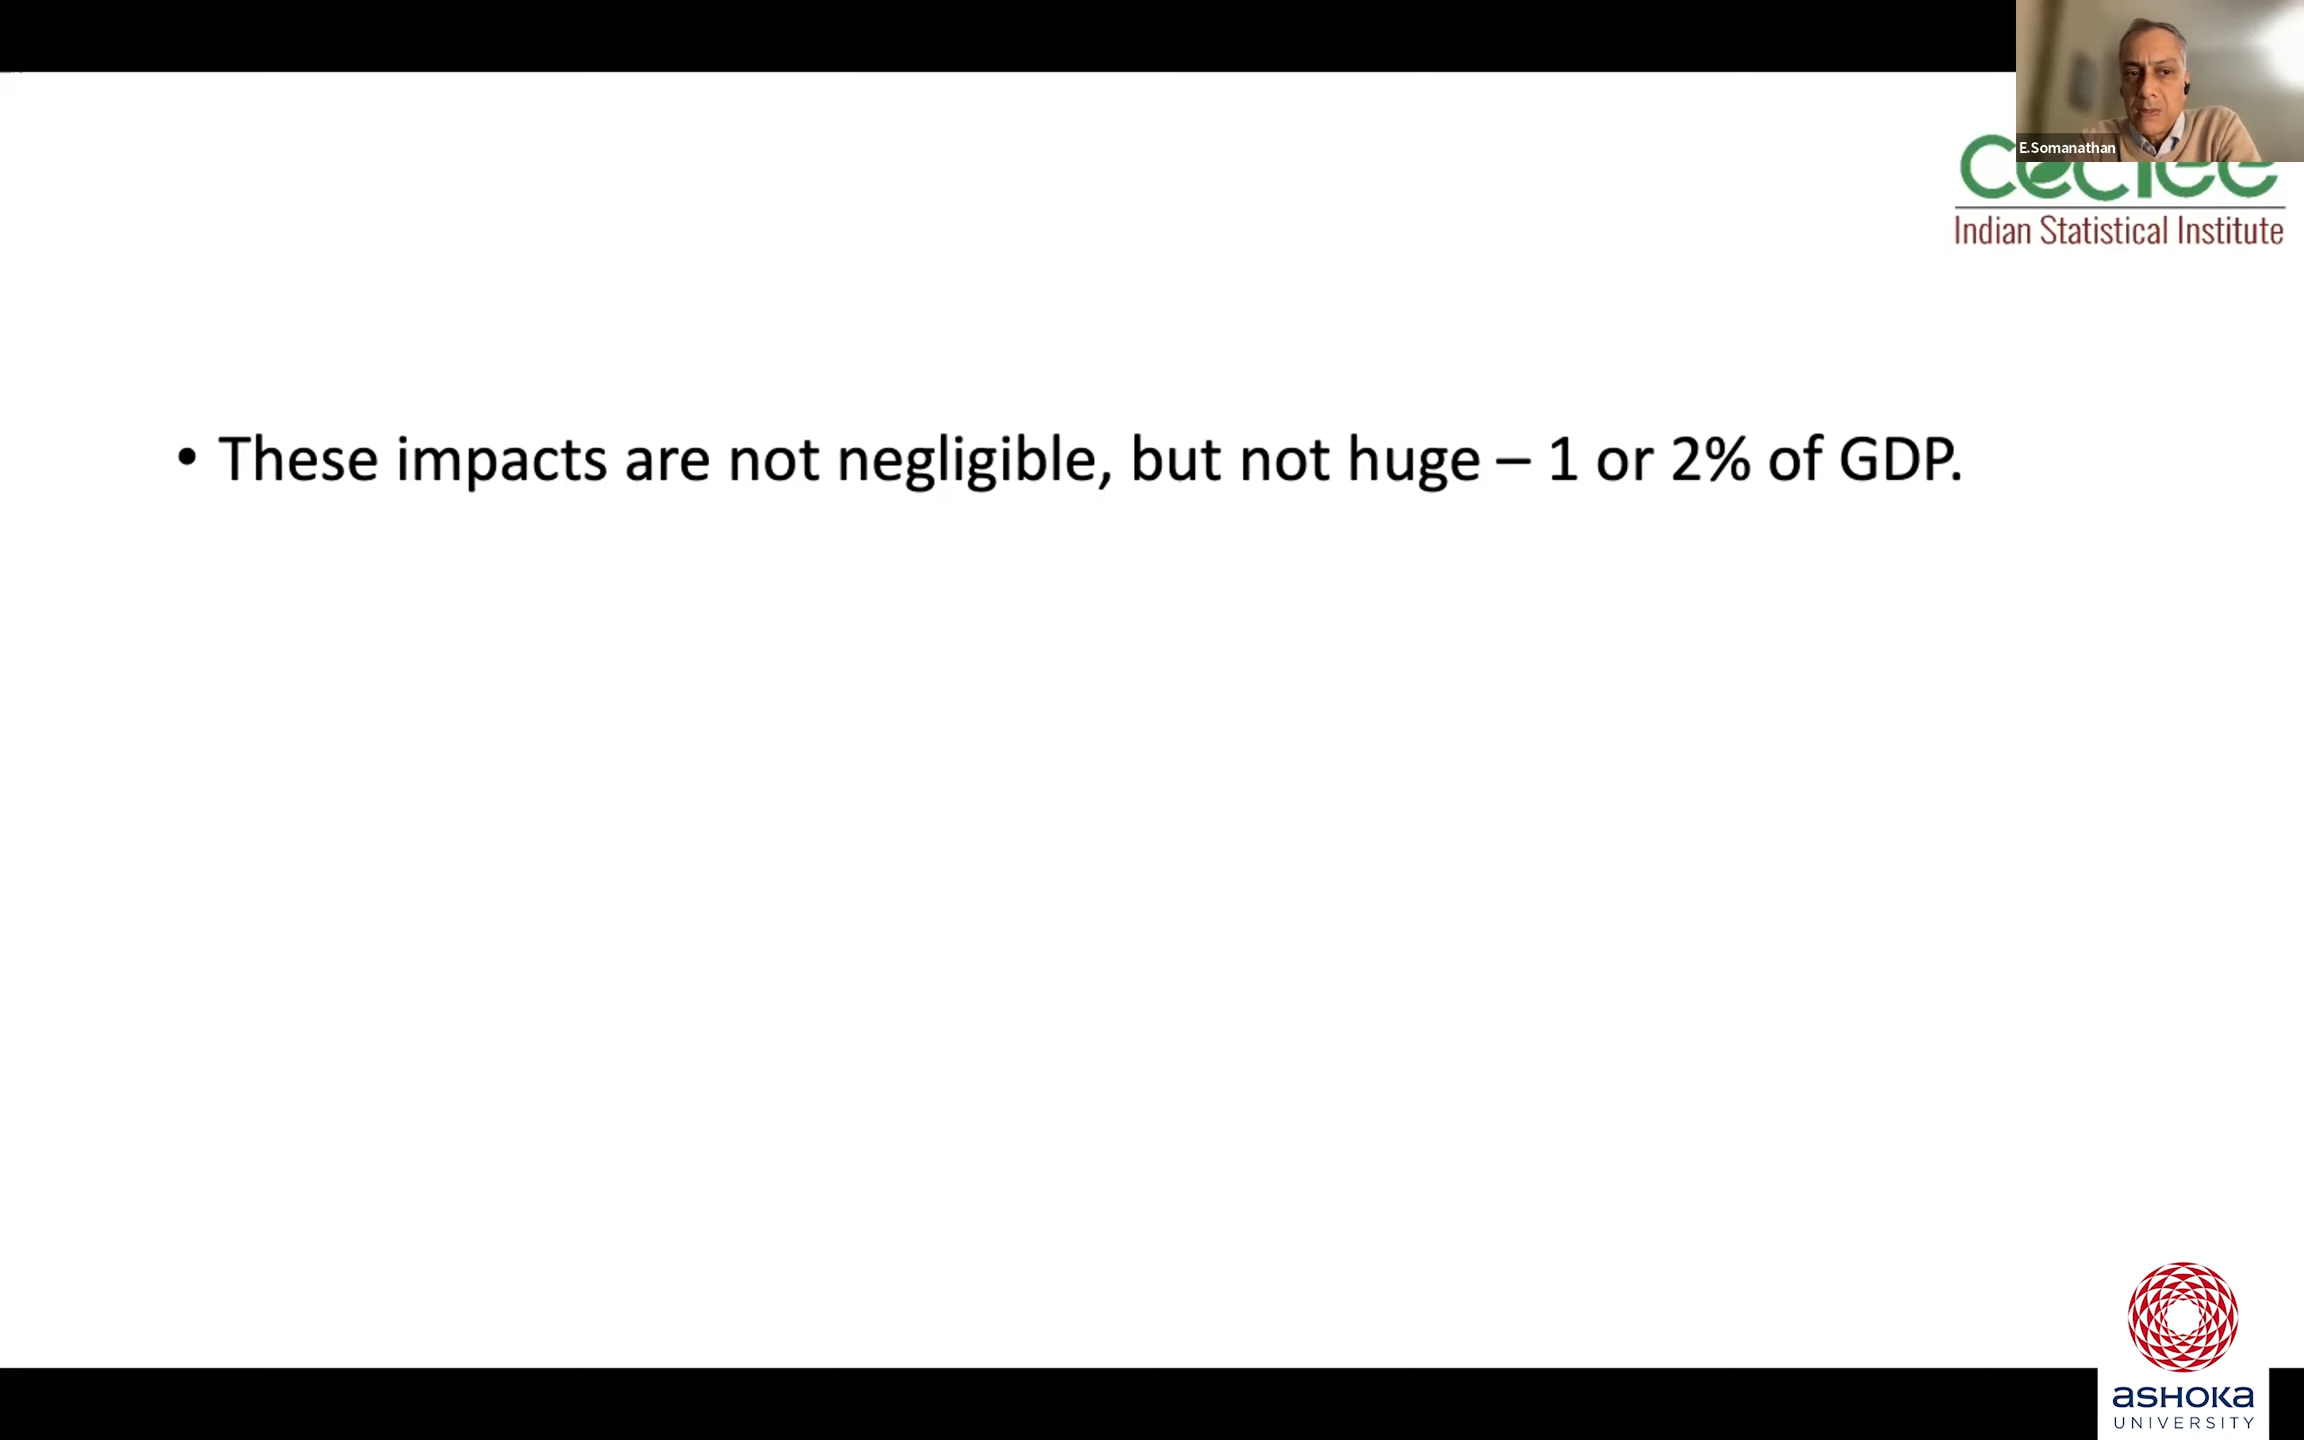 E.Somanathan
Indian Statistical Institute
• These impacts are not negligible, but not huge – 1 or 2% of GDP.
ASHOKA
UNIVERSITY